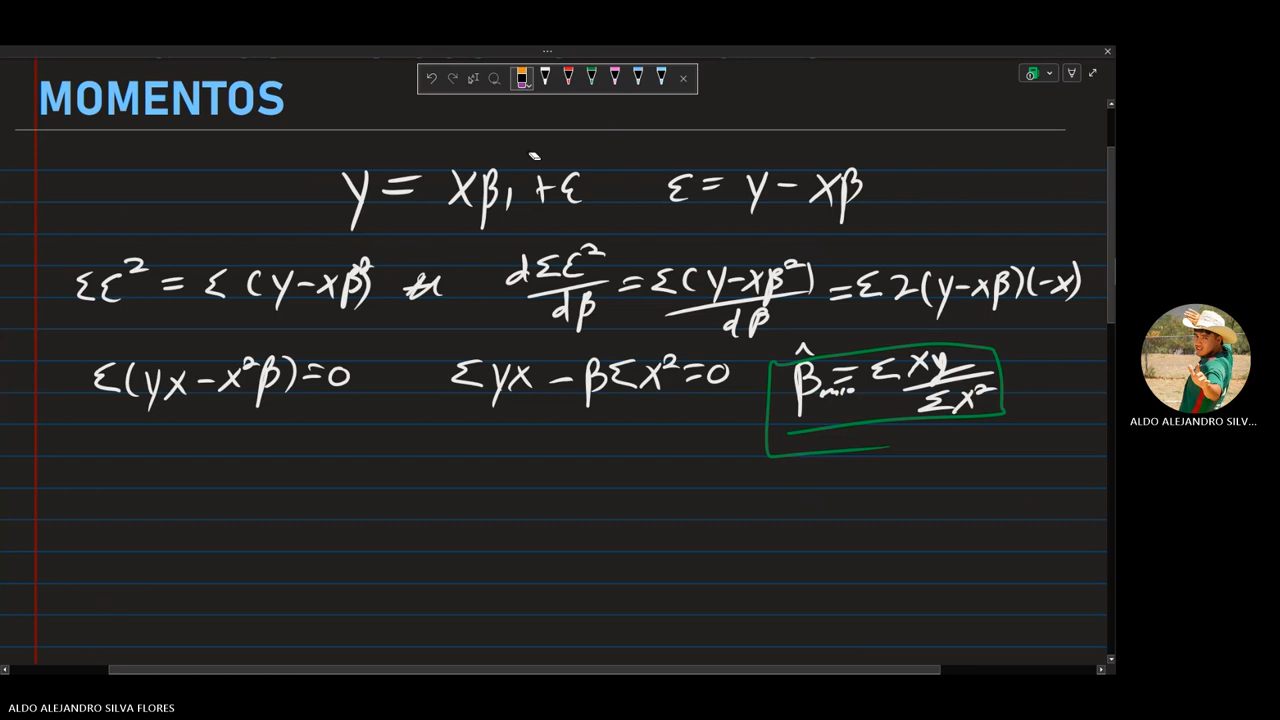 MOMENTOS
y = xβ₁ + ε   ε = y - xβ
Σε² = Σ(y-xβ)²   dΣε²/dβ = Σ(y-xβ²)/dβ = Σ2(y-xβ)(-x)
Σ(yx - x²β) = 0   Σyx - βΣx² = 0   β̂ = Σxy/Σx²
ALDO ALEJANDRO SILV...
ALDO ALEJANDRO SILVA FLORES